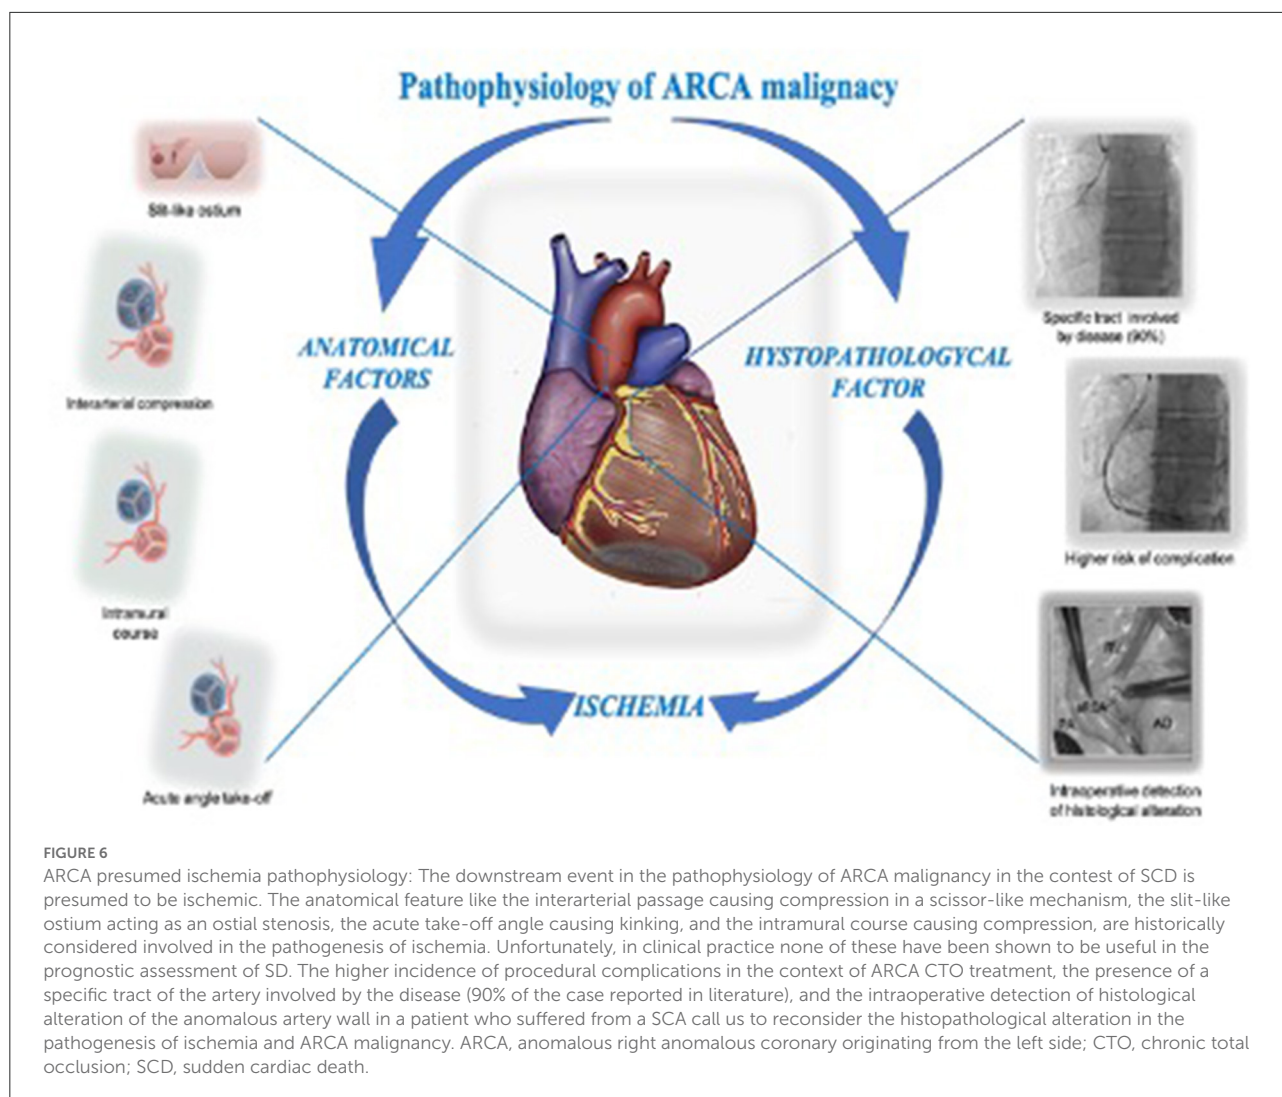 Pathophysiology of ARCA malignacy
Slit-like ostium
Interarterial compression
Intramural
course
Acute angle take-off
ANATOMICAL
FACTORS
HYSTOPATHOLOGYCAL
FACTOR
ISCHEMIA
Specific tract involved
by disease (90%)
Higher risk of complication
PA
AO
Intraoperative detection
of histological alteration
FIGURE 6
ARCA presumed ischemia pathophysiology: The downstream event in the pathophysiology of ARCA malignancy in the contest of SCD is
presumed to be ischemic. The anatomical feature like the interarterial passage causing compression in a scissor-like mechanism, the slit-like
ostium acting as an ostial stenosis, the acute take-off angle causing kinking, and the intramural course causing compression, are historically
considered involved in the pathogenesis of ischemia. Unfortunately, in clinical practice none of these have been shown to be useful in the
prognostic assessment of SD. The higher incidence of procedural complications in the context of ARCA CTO treatment, the presence of a
specific tract of the artery involved by the disease (90% of the case reported in literature), and the intraoperative detection of histological
alteration of the anomalous artery wall in a patient who suffered from a SCA call us to reconsider the histopathological alteration in the
pathogenesis of ischemia and ARCA malignancy. ARCA, anomalous right anomalous coronary originating from the left side; CTO, chronic total
occlusion; SCD, sudden cardiac death.